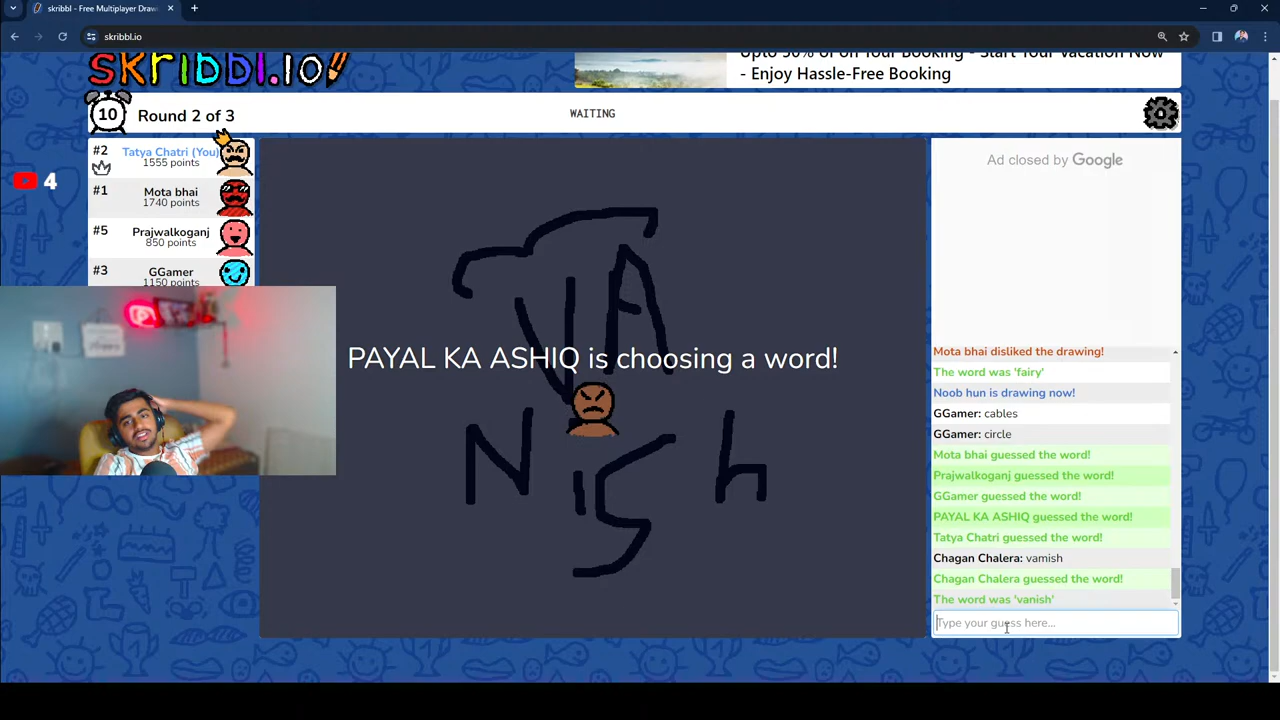 skribbl - Free Multiplayer Draw
skribbl.io
skribbl.io
Upto 90% Off on Your Booking - Start Your Vacation Now
- Enjoy Hassle-Free Booking
10
Round 2 of 3
WAITING
4
#2
Tatya Chatri (You)
1555 points
#1
Mota bhai
1740 points
#5
Prajwalkoganj
850 points
#3
GGamer
1150 points
VA
NISh
PAYAL KA ASHIQ is choosing a word!
Ad closed by Google
Mota bhai disliked the drawing!
The word was 'fairy'
Noob hun is drawing now!
GGamer: cables
GGamer: circle
Mota bhai guessed the word!
Prajwalkoganj guessed the word!
GGamer guessed the word!
PAYAL KA ASHIQ guessed the word!
Tatya Chatri guessed the word!
Chagan Chalera: vamish
Chagan Chalera guessed the word!
The word was 'vanish'
Type your guess here...